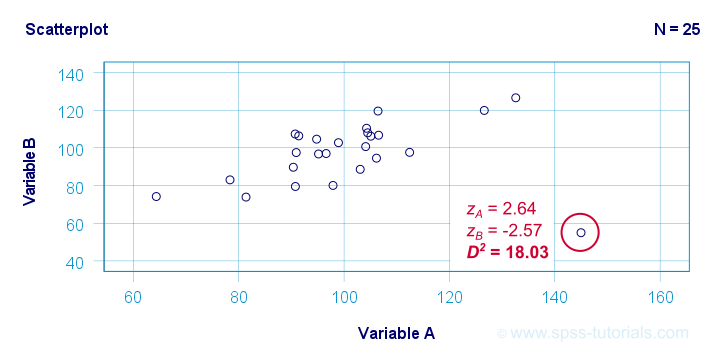 Scatterplot
N = 25
Variable B
140
120
100
80
60
40
zA = 2.64
zB = -2.57
D² = 18.03
60
80
100
120
140
160
Variable A
© www.spss-tutorials.com